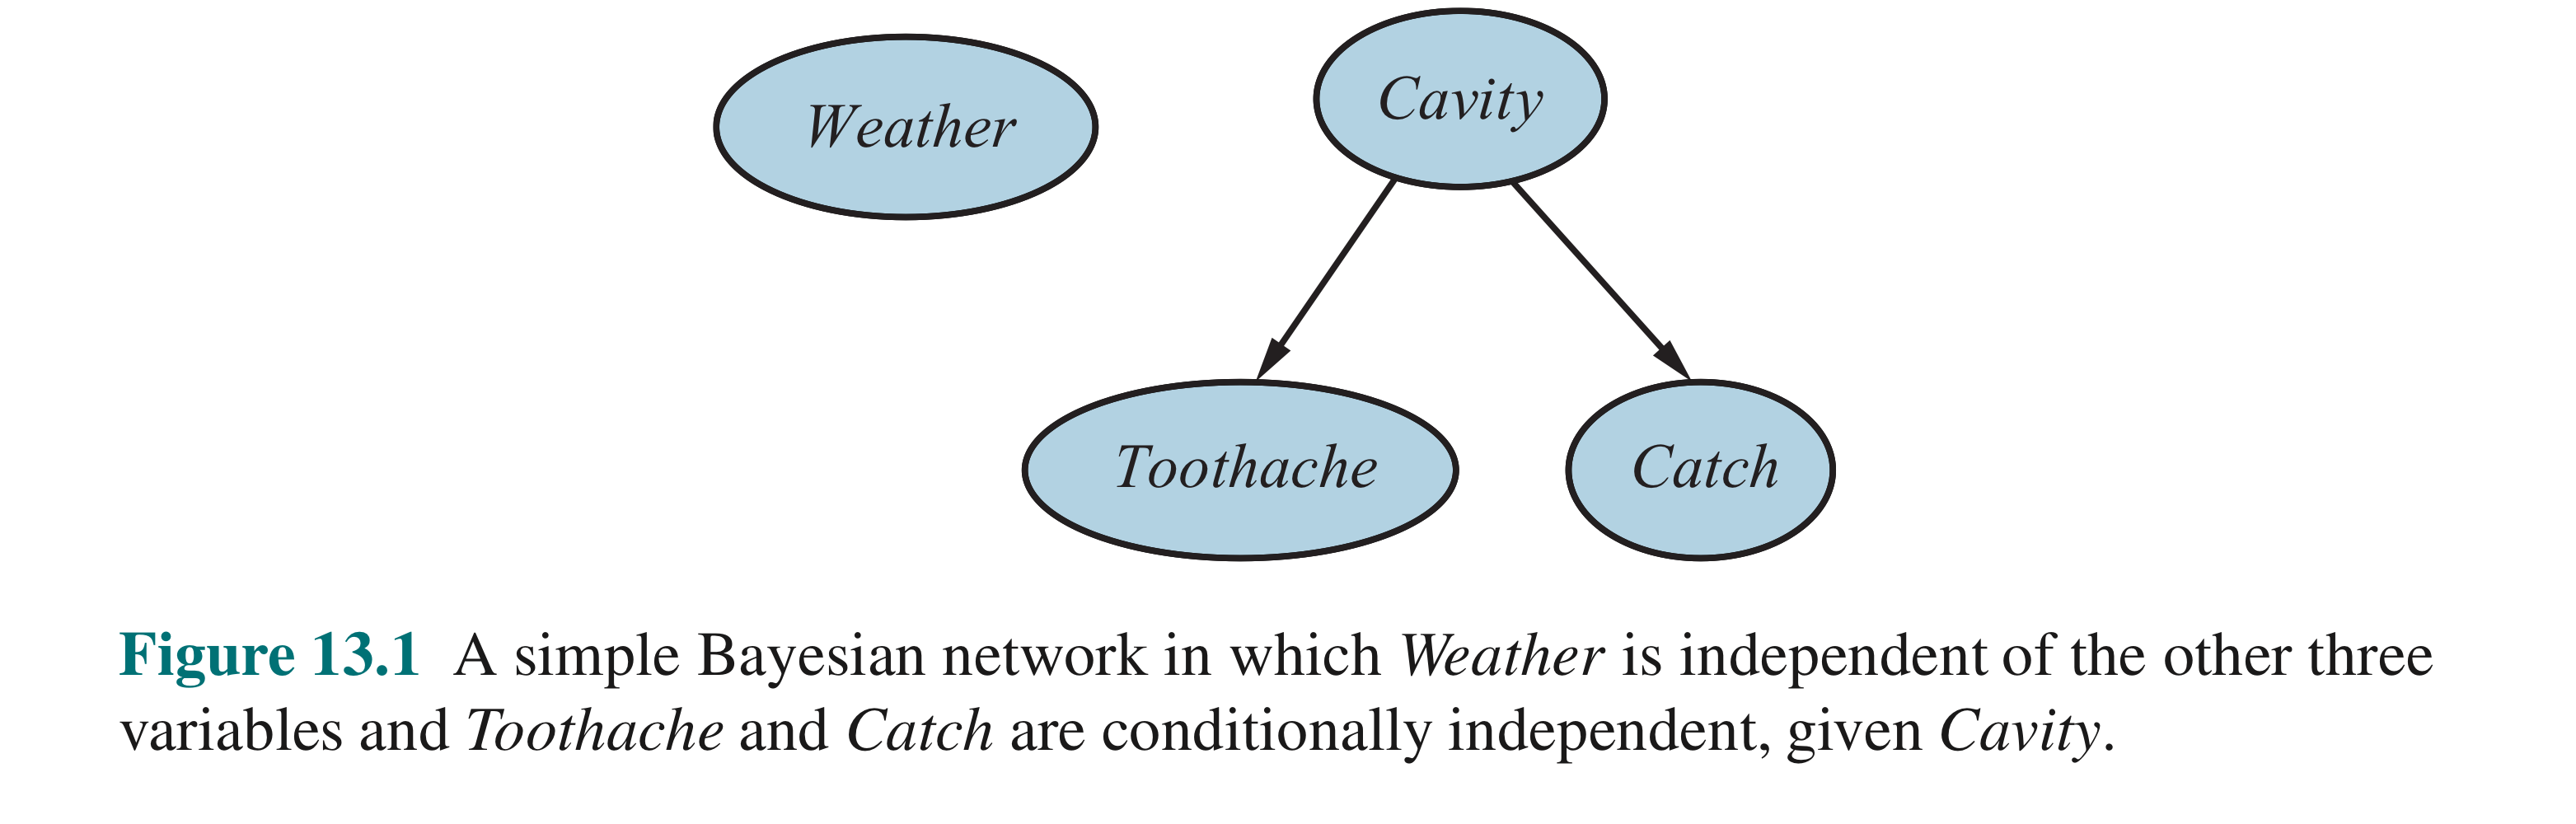 Weather
Cavity
Toothache
Catch
Figure 13.1 A simple Bayesian network in which Weather is independent of the other three
variables and Toothache and Catch are conditionally independent, given Cavity.